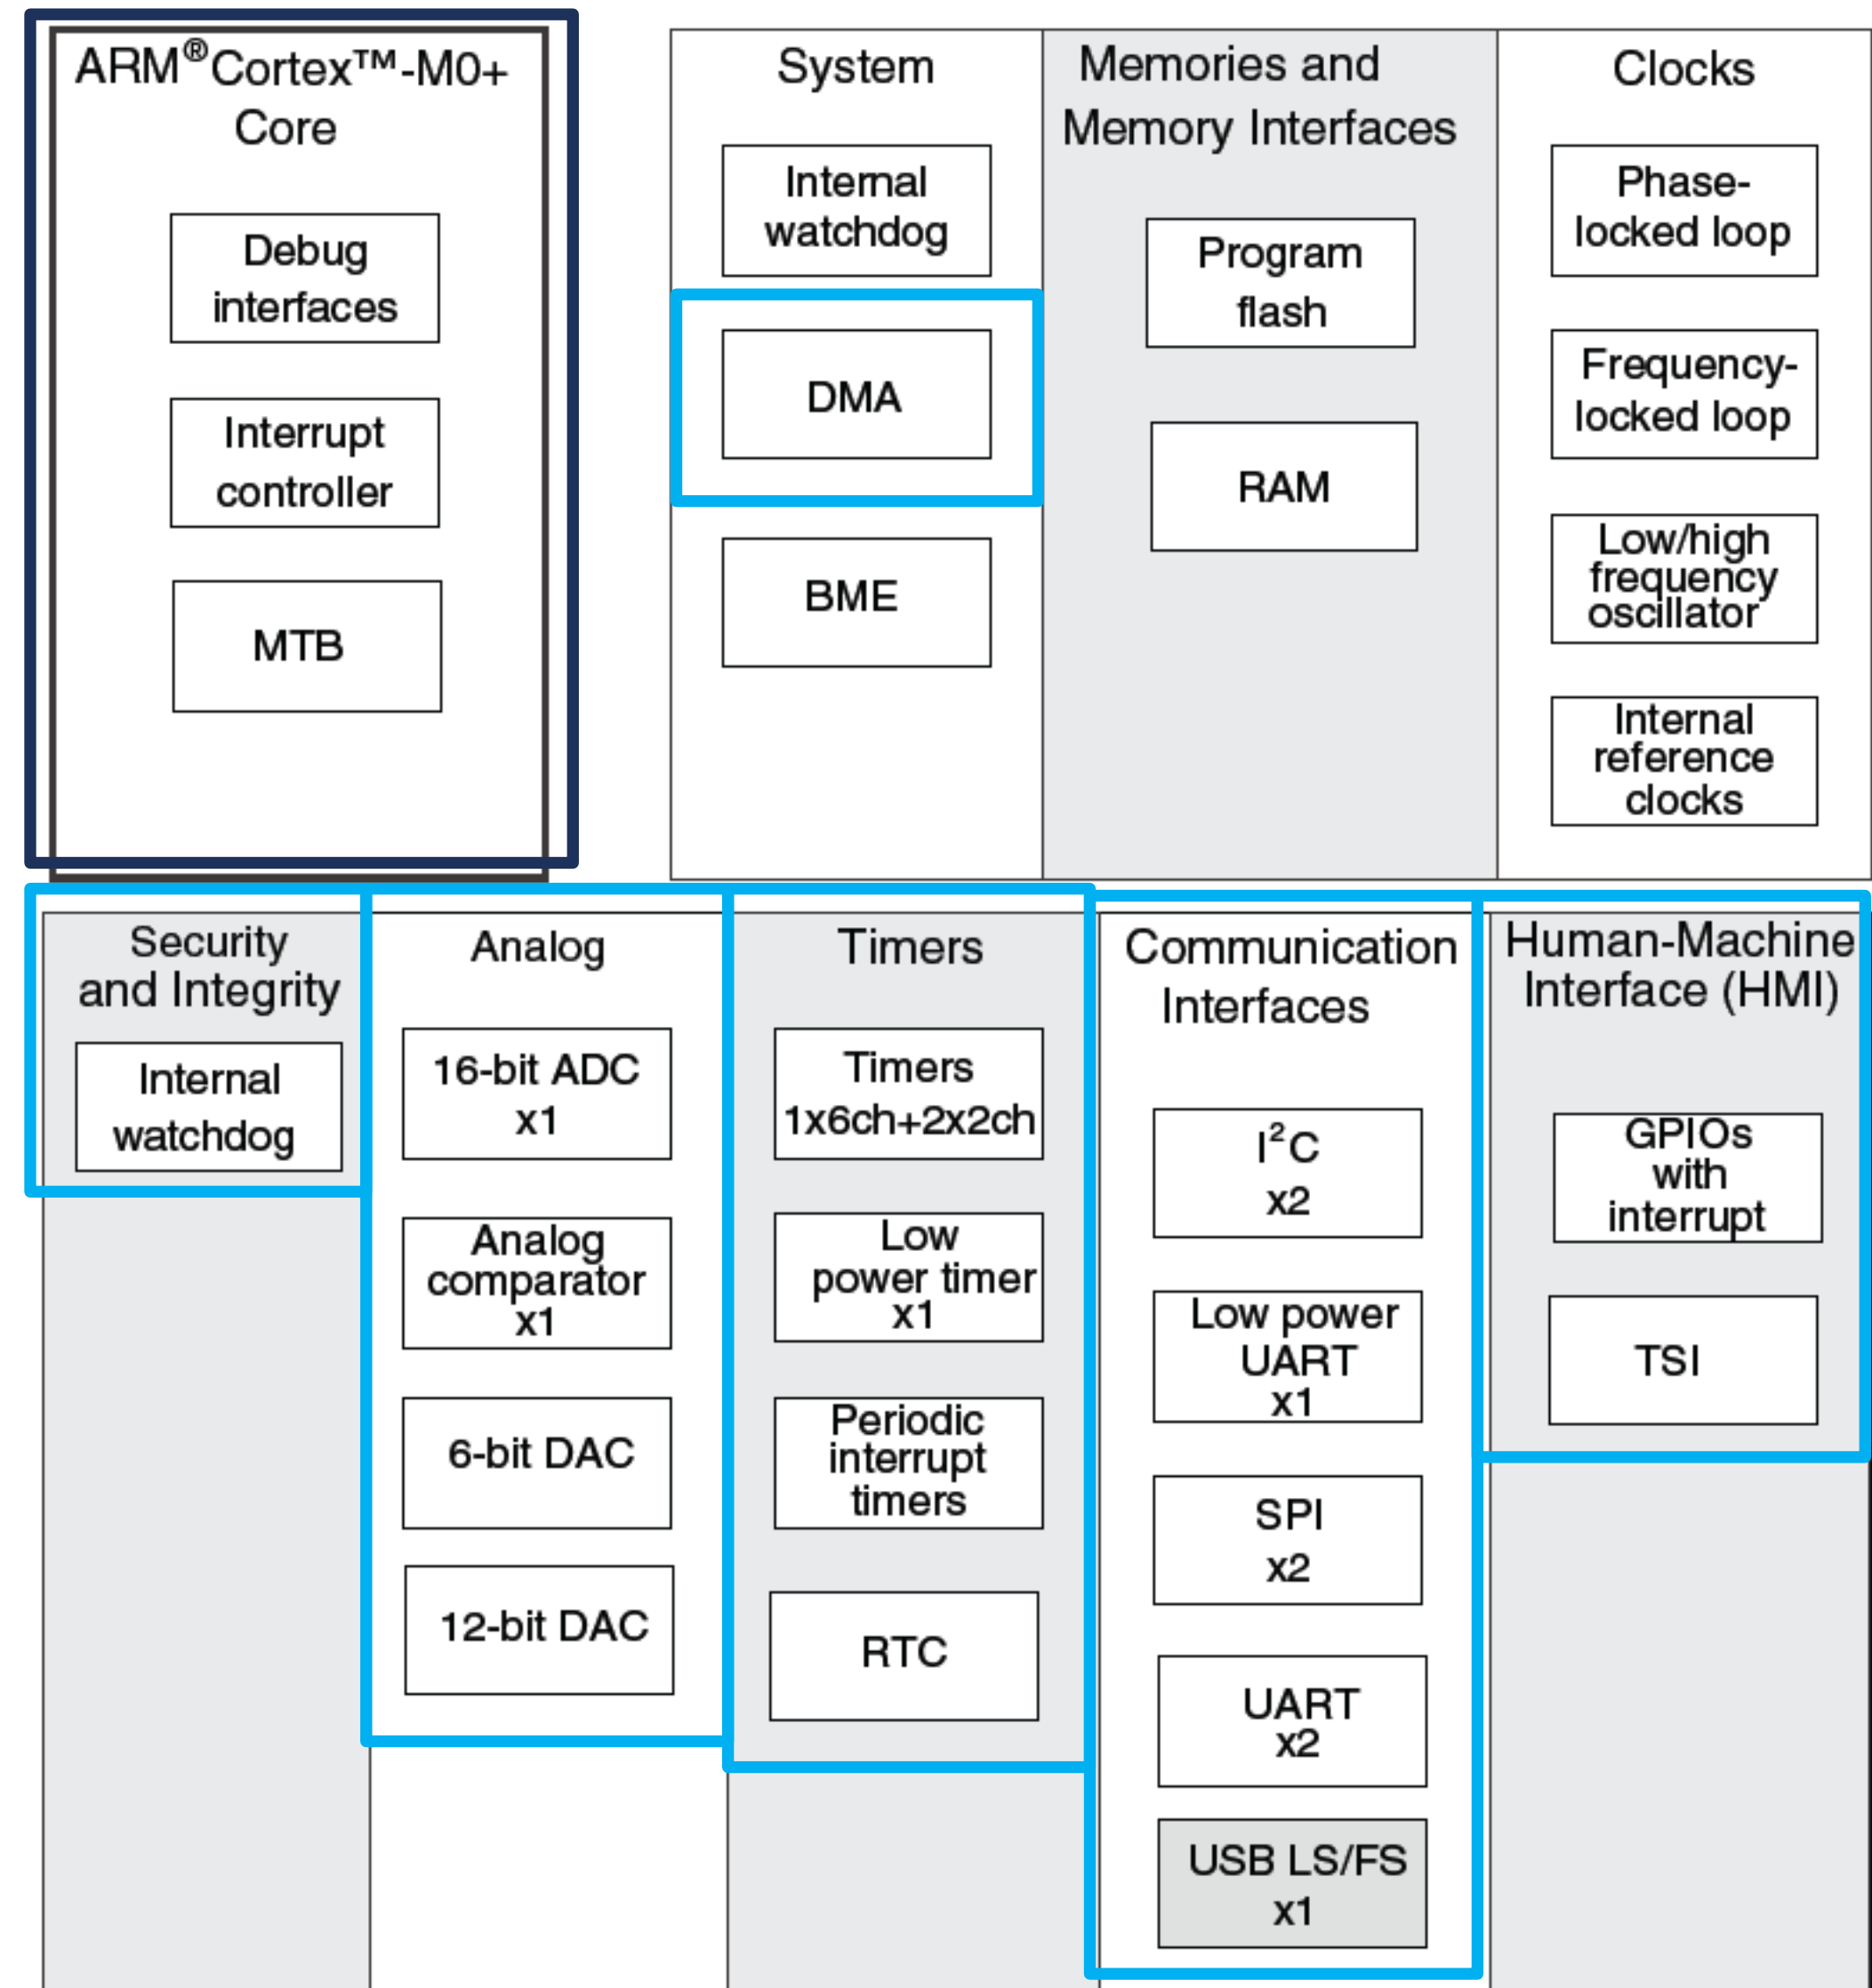 ARM®Cortex™-M0+
Core
Debug
interfaces
Interrupt
controller
MTB
System
Internal
watchdog
DMA
BME
Memories and
Memory Interfaces
Program
flash
RAM
Clocks
Phase-
locked loop
Frequency-
locked loop
Low/high
frequency
oscillator
Internal
reference
clocks
Security
and Integrity
Internal
watchdog
Analog
16-bit ADC
x1
Analog
comparator
x1
6-bit DAC
12-bit DAC
Timers
Timers
1x6ch+2x2ch
Low
power timer
x1
Periodic
interrupt
timers
RTC
Communication
Interfaces
I²C
x2
Low power
UART
x1
SPI
x2
UART
x2
USB LS/FS
x1
Human-Machine
Interface (HMI)
GPIOs
with
interrupt
TSI